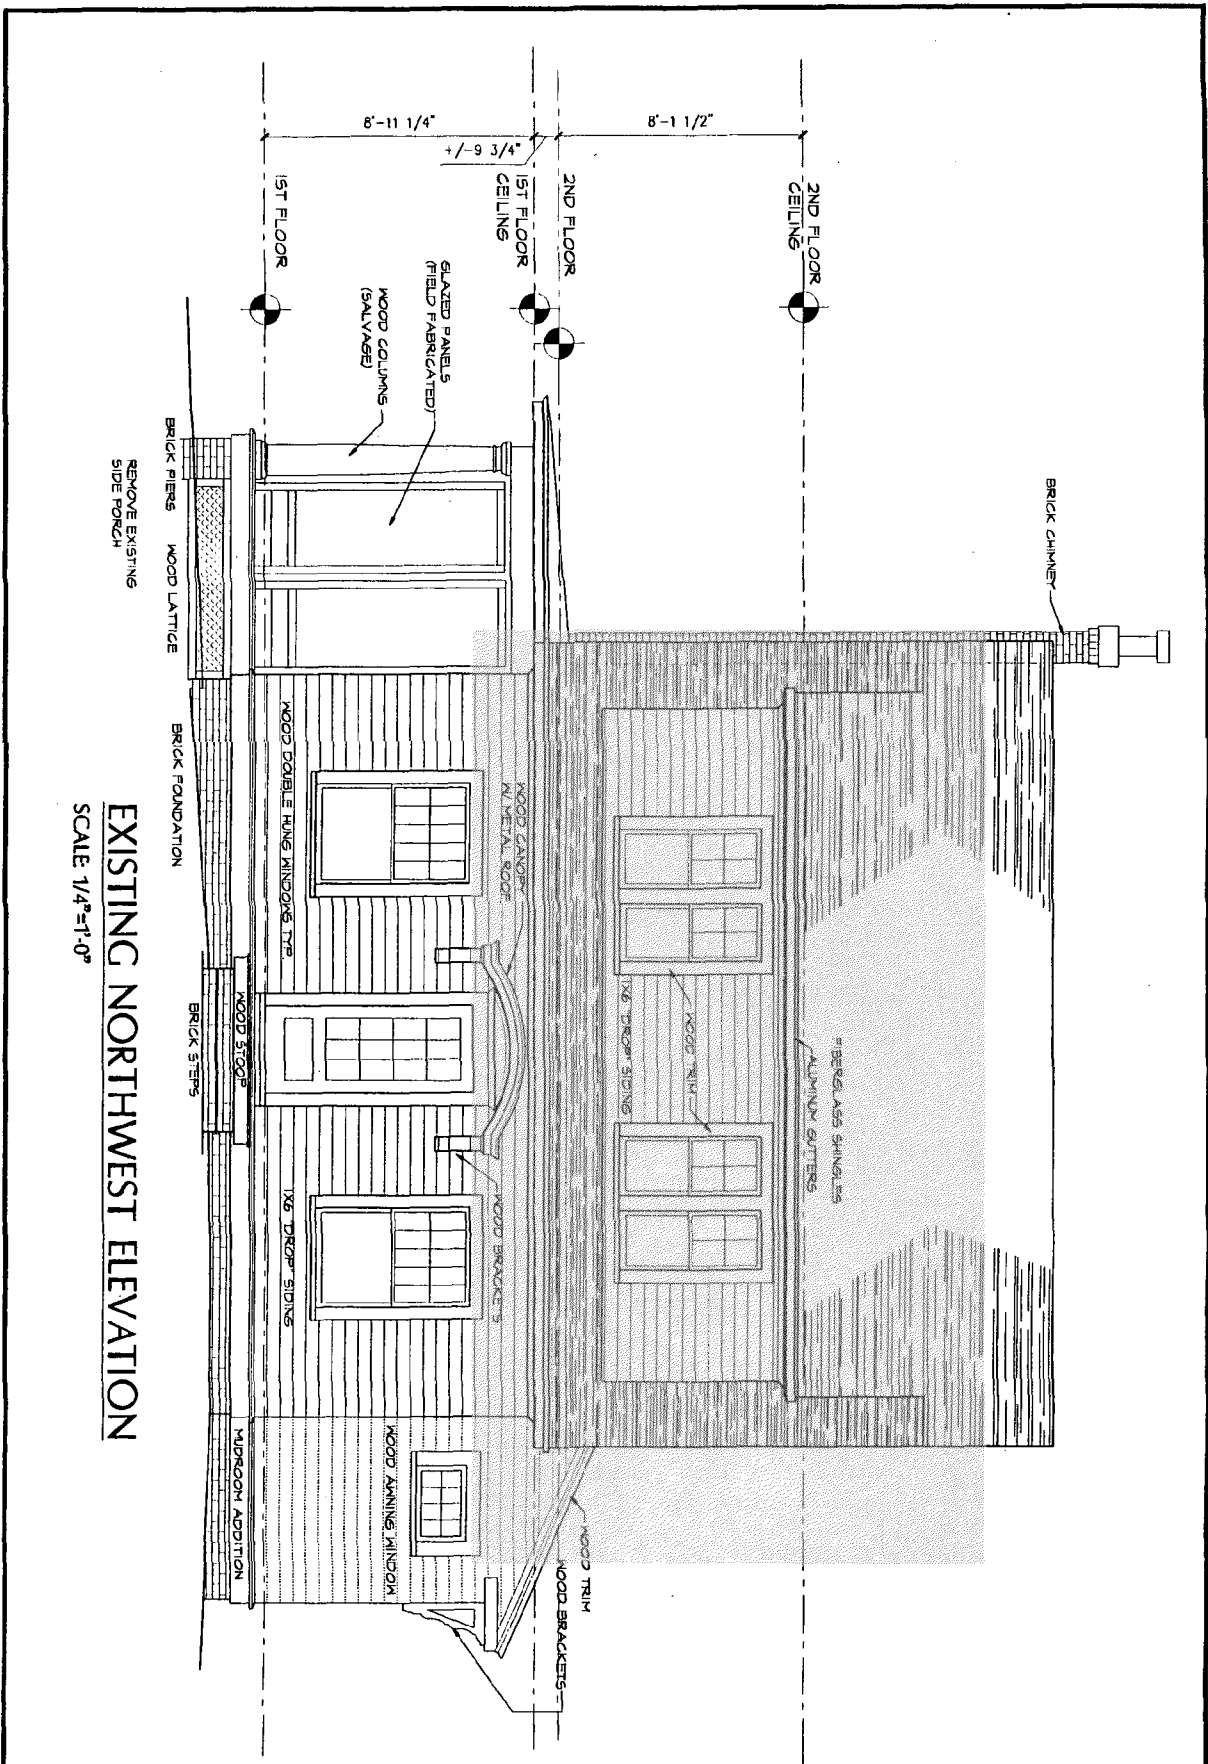 BRICK CHIMNEY
2ND FLOOR
CEILING
8'-1 1/2"
2ND FLOOR
1ST FLOOR
CEILING
+/-9 3/4"
8'-11 1/4"
1ST FLOOR
FIBERGLASS SHINGLES
ALUMINUM GUTTERS
WOOD TRIM
1X6 DROP SIDING
GLAZED PANELS
(FIELD FABRICATED)
WOOD COLUMNS
(SALVAGE)
WOOD CANOPY
W/ METAL ROOF
WOOD BRACKETS
WOOD TRIM
WOOD BRACKETS
WOOD DOUBLE HUNG WINDOWS TYP.
1X6 DROP SIDING
WOOD AWNING WINDOW
WOOD STOOP
MUDROOM ADDITION
BRICK PIERS
WOOD LATTICE
BRICK FOUNDATION
BRICK STEPS
REMOVE EXISTING
SIDE PORCH
EXISTING NORTHWEST ELEVATION
SCALE 1/4"=1'-0"